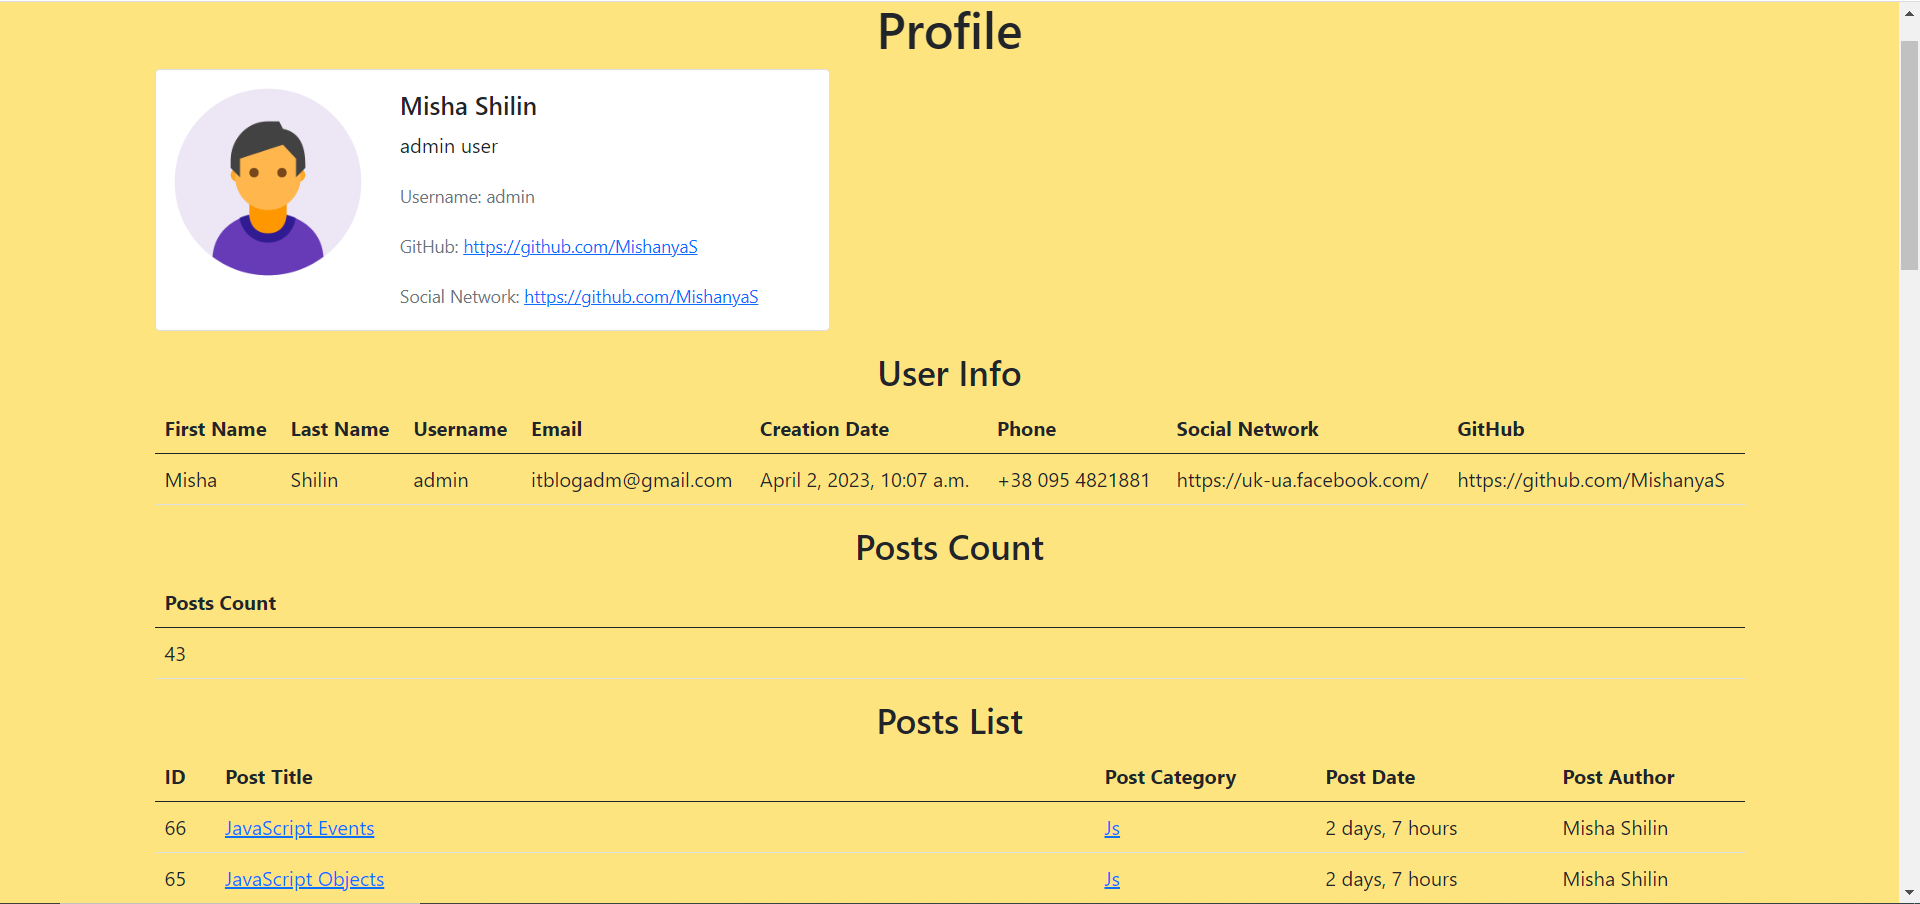 Profile
Misha Shilin
admin user
Username: admin
GitHub: https://github.com/MishanyaS
Social Network: https://github.com/MishanyaS
User Info
First Name Last Name Username Email Creation Date Phone Social Network GitHub
Misha Shilin admin itblogadm@gmail.com April 2, 2023, 10:07 a.m. +38 095 4821881 https://uk-ua.facebook.com/ https://github.com/MishanyaS
Posts Count
Posts Count
43
Posts List
ID Post Title Post Category Post Date Post Author
66 JavaScript Events Js 2 days, 7 hours Misha Shilin
65 JavaScript Objects Js 2 days, 7 hours Misha Shilin